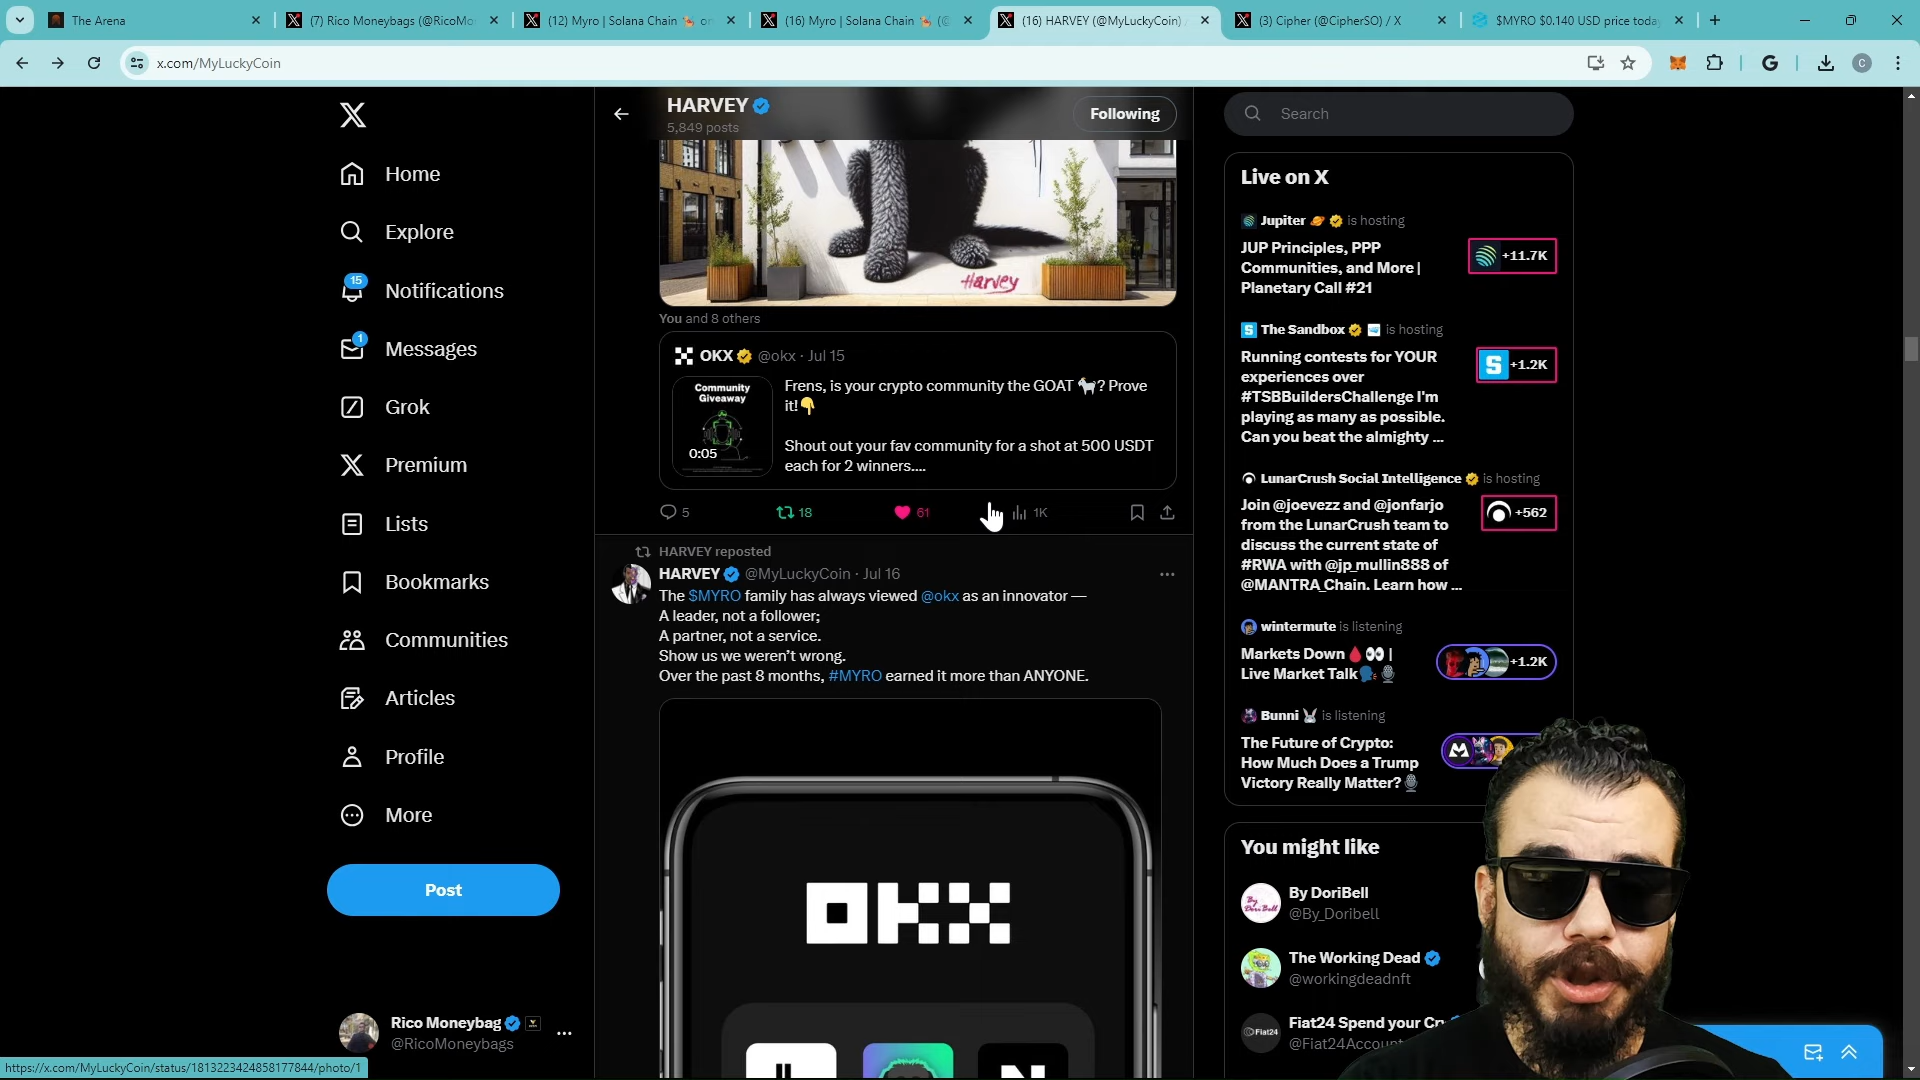 The Arena
(7) Rico Moneybags (@RicoMo
(12) Myro | Solana Chain
(16) Myro | Solana Chain
(16) HARVEY (@MyLuckyCoin)
(3) Cipher (@CipherSO) / X
$MYRO $0.140 USD price toda
x.com/MyLuckyCoin
C
Home
Explore
15
Notifications
1
Messages
Grok
Premium
Lists
Bookmarks
Communities
Articles
Profile
More
Post
Rico Moneybag
@RicoMoneybags
https://x.com/MyLuckyCoin/status/1813223424858177844/photo/1
HARVEY
5,849 posts
Following
Harvey
You and 8 others
OKX @okx · Jul 15
Community
Giveaway
0:05
Frens, is your crypto community the GOAT 🐐? Prove
it!👇
Shout out your fav community for a shot at 500 USDT
each for 2 winners....
5
18
61
1K
HARVEY reposted
HARVEY @MyLuckyCoin · Jul 16
The $MYRO family has always viewed @okx as an innovator —
A leader, not a follower;
A partner, not a service.
Show us we weren’t wrong.
Over the past 8 months, #MYRO earned it more than ANYONE.
OKX
Search
Live on X
Jupiter 🪐 is hosting
JUP Principles, PPP
Communities, and More |
Planetary Call #21
+11.7K
The Sandbox is hosting
Running contests for YOUR
experiences over
#TSBBuildersChallenge I'm
playing as many as possible.
Can you beat the almighty ...
+1.2K
LunarCrush Social Intelligence is hosting
Join @joevezz and @jonfarjo
from the LunarCrush team to
discuss the current state of
#RWA with @jp_mullin888 of
@MANTRA_Chain. Learn how ...
+562
wintermute is listening
Markets Down🩸👀 |
Live Market Talk🗣️🎙️
+1.2K
Bunni 🐰 is listening
The Future of Crypto:
How Much Does a Trump
Victory Really Matter?🎙️
You might like
By DoriBell
@By_Doribell
The Working Dead
@workingdeadnft
Fiat24
Fiat24 Spend your Cr
@Fiat24Account